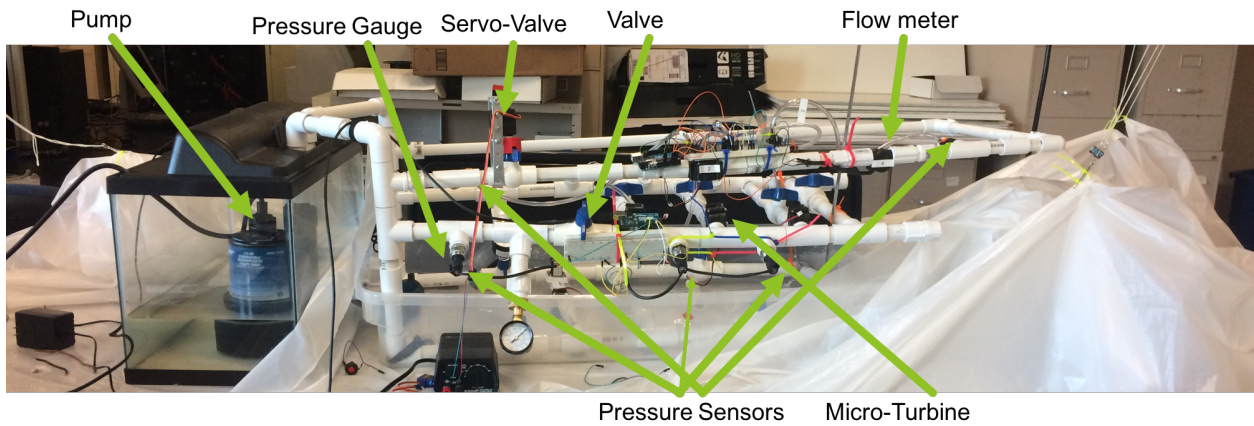 Pump
Pressure Gauge
Servo-Valve
Valve
Flow meter
Pressure Sensors
Micro-Turbine